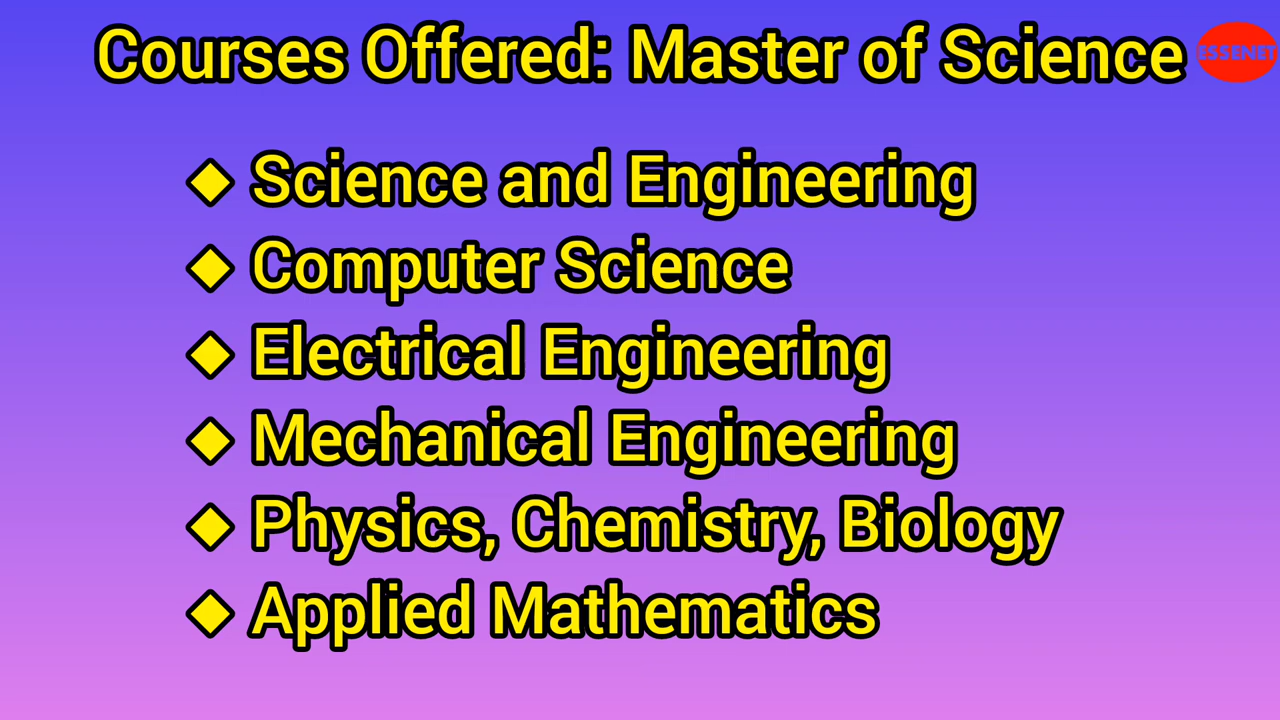 Courses Offered: Master of Science
ESSENET
Science and Engineering
Computer Science
Electrical Engineering
Mechanical Engineering
Physics, Chemistry, Biology
Applied Mathematics